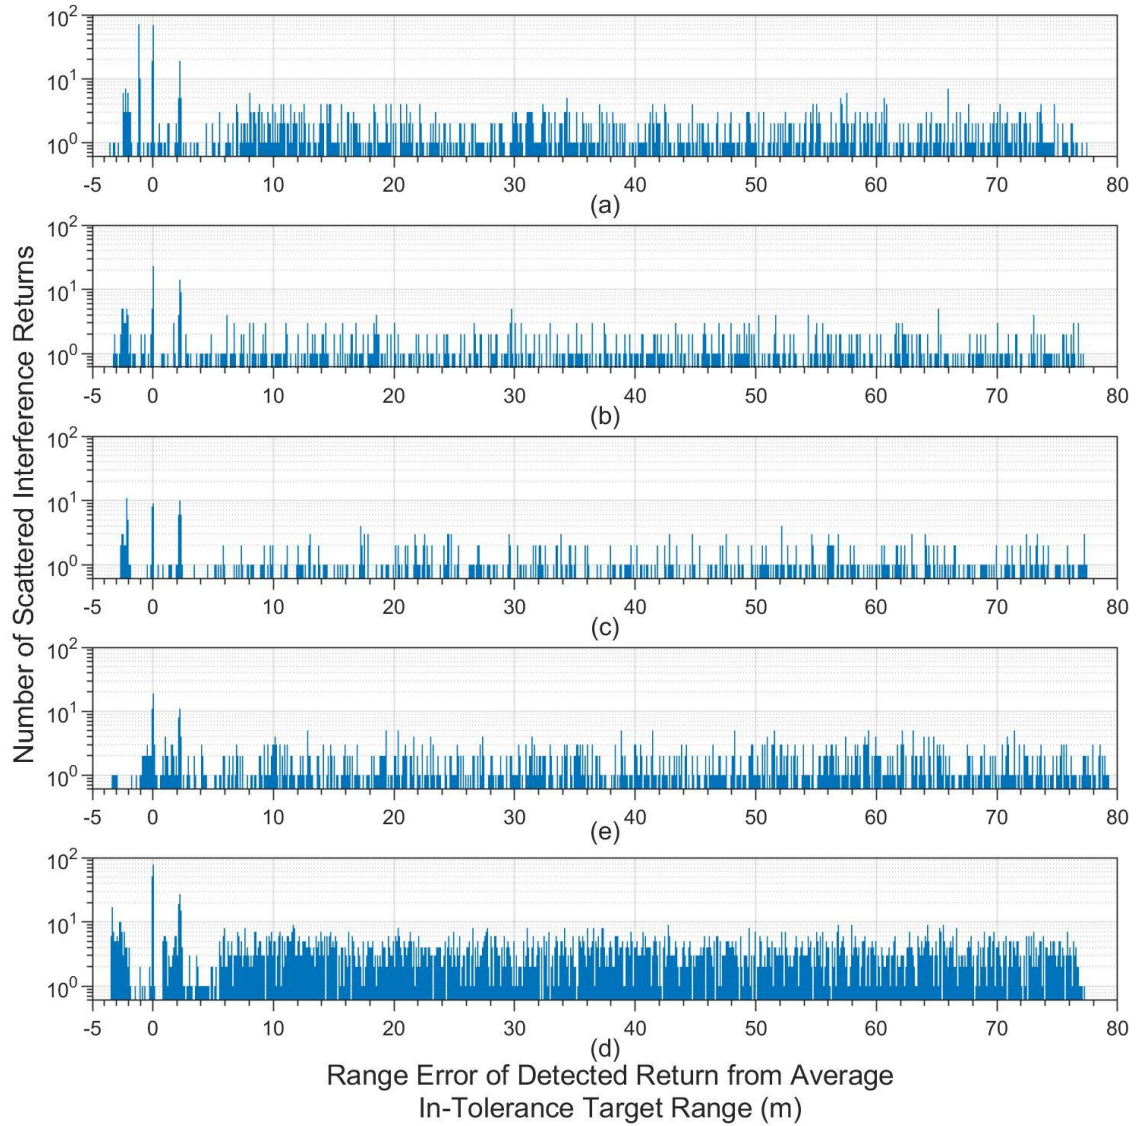 Number of Scattered Interference Returns
10^2
10^1
10^0
-5 0 10 20 30 40 50 60 70 80
(a)
10^2
10^1
10^0
-5 0 10 20 30 40 50 60 70 80
(b)
10^2
10^1
10^0
-5 0 10 20 30 40 50 60 70 80
(c)
10^2
10^1
10^0
-5 0 10 20 30 40 50 60 70 80
(e)
10^2
10^1
10^0
-5 0 10 20 30 40 50 60 70 80
(d)
Range Error of Detected Return from Average
In-Tolerance Target Range (m)